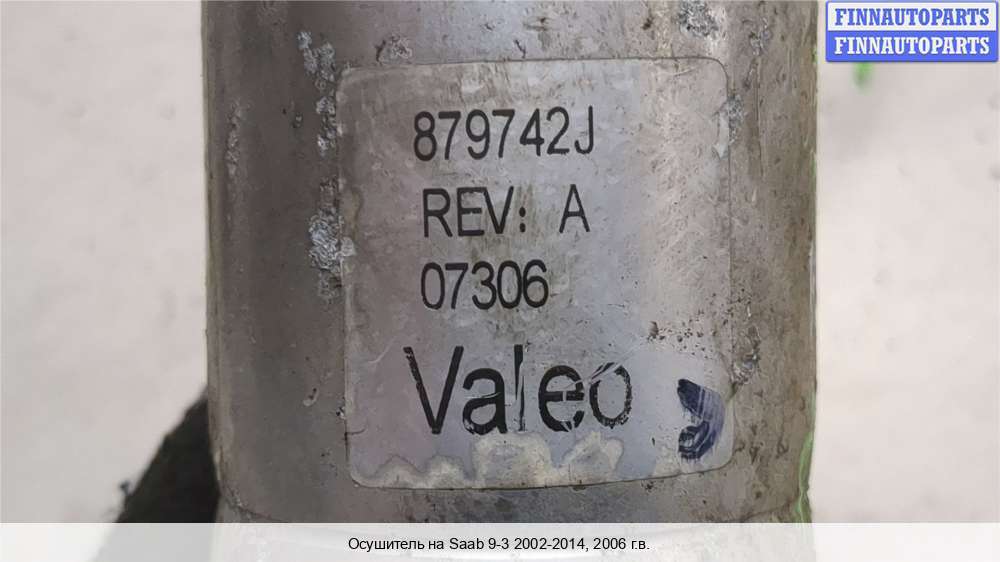 FINNAUTOPARTS
FINNAUTOPARTS
879742J
REV: A
07306
Valeo
Осушитель на Saab 9-3 2002-2014, 2006 г.в.